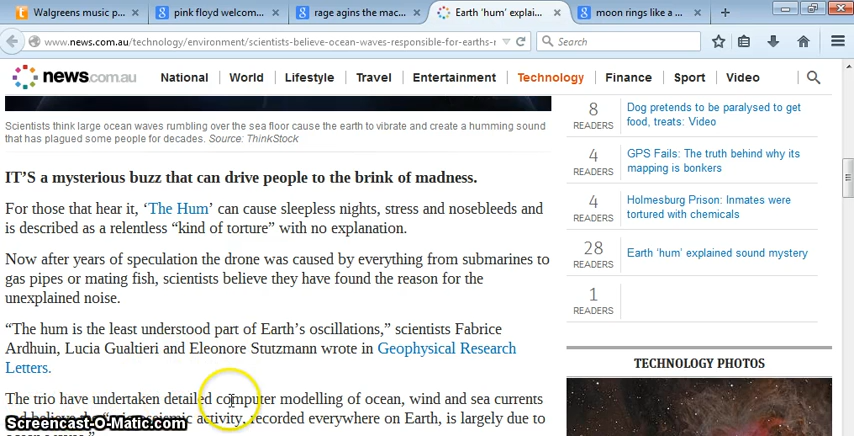 Walgreens music p...
pink floyd welcom...
rage agins the mac...
Earth 'hum' explai...
moon rings like a ...
www.news.com.au/technology/environment/scientists-believe-ocean-waves-responsible-for-earths-
Search
news.com.au
National World Lifestyle Travel Entertainment Technology Finance Sport Video
Scientists think large ocean waves rumbling over the sea floor cause the earth to vibrate and create a humming sound
that has plagued some people for decades. Source: ThinkStock
IT'S a mysterious buzz that can drive people to the brink of madness.
For those that hear it, 'The Hum' can cause sleepless nights, stress and nosebleeds and
is described as a relentless “kind of torture” with no explanation.
Now after years of speculation the drone was caused by everything from submarines to
gas pipes or mating fish, scientists believe they have found the reason for the
unexplained noise.
“The hum is the least understood part of Earth's oscillations,” scientists Fabrice
Ardhuin, Lucia Gualtieri and Eleonore Stutzmann wrote in Geophysical Research
Letters.
The trio have undertaken detailed computer modelling of ocean, wind and sea currents
activity, recorded everywhere on Earth, is largely due to
Screencast-O-Matic.com
8
READERS
Dog pretends to be paralysed to get
food, treats: Video
4
READERS
GPS Fails: The truth behind why its
mapping is bonkers
4
READERS
Holmesburg Prison: Inmates were
tortured with chemicals
28
READERS
Earth 'hum' explained sound mystery
1
READERS
TECHNOLOGY PHOTOS